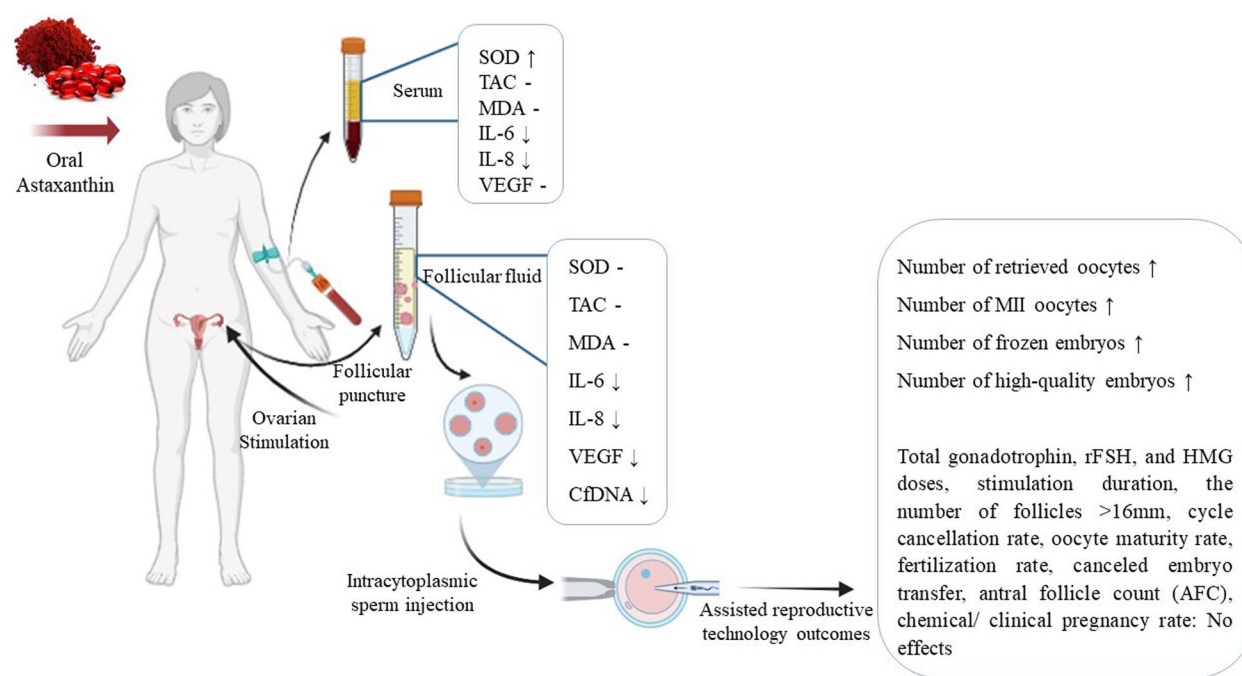 Oral
Astaxanthin
Serum
SOD ↑
TAC -
MDA -
IL-6 ↓
IL-8 ↓
VEGF -
Follicular fluid
SOD -
TAC -
MDA -
IL-6 ↓
IL-8 ↓
VEGF ↓
CfDNA ↓
Follicular
puncture
Ovarian
Stimulation
Intracytoplasmic
sperm injection
Assisted reproductive
technology outcomes
Number of retrieved oocytes ↑
Number of MII oocytes ↑
Number of frozen embryos ↑
Number of high-quality embryos ↑
Total gonadotrophin, rFSH, and HMG
doses, stimulation duration, the
number of follicles >16mm, cycle
cancellation rate, oocyte maturity rate,
fertilization rate, canceled embryo
transfer, antral follicle count (AFC),
chemical/ clinical pregnancy rate: No
effects